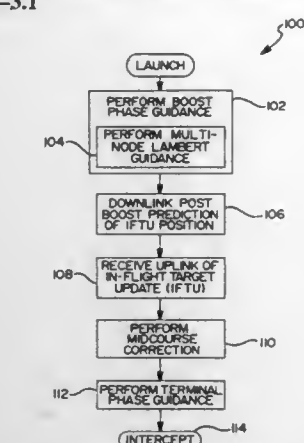 –3.1
100
LAUNCH
PERFORM BOOST
PHASE GUIDANCE
102
104
PERFORM MULTI-
NODE LAMBERT
GUIDANCE
DOWNLINK POST
BOOST PREDICTION
OF IFTU POSITION
106
108
RECEIVE UPLINK OF
IN-FLIGHT TARGET
UPDATE (IFTU)
PERFORM
MIDCOURSE
CORRECTION
110
112
PERFORM TERMINAL
PHASE GUIDANCE
114
INTERCEPT